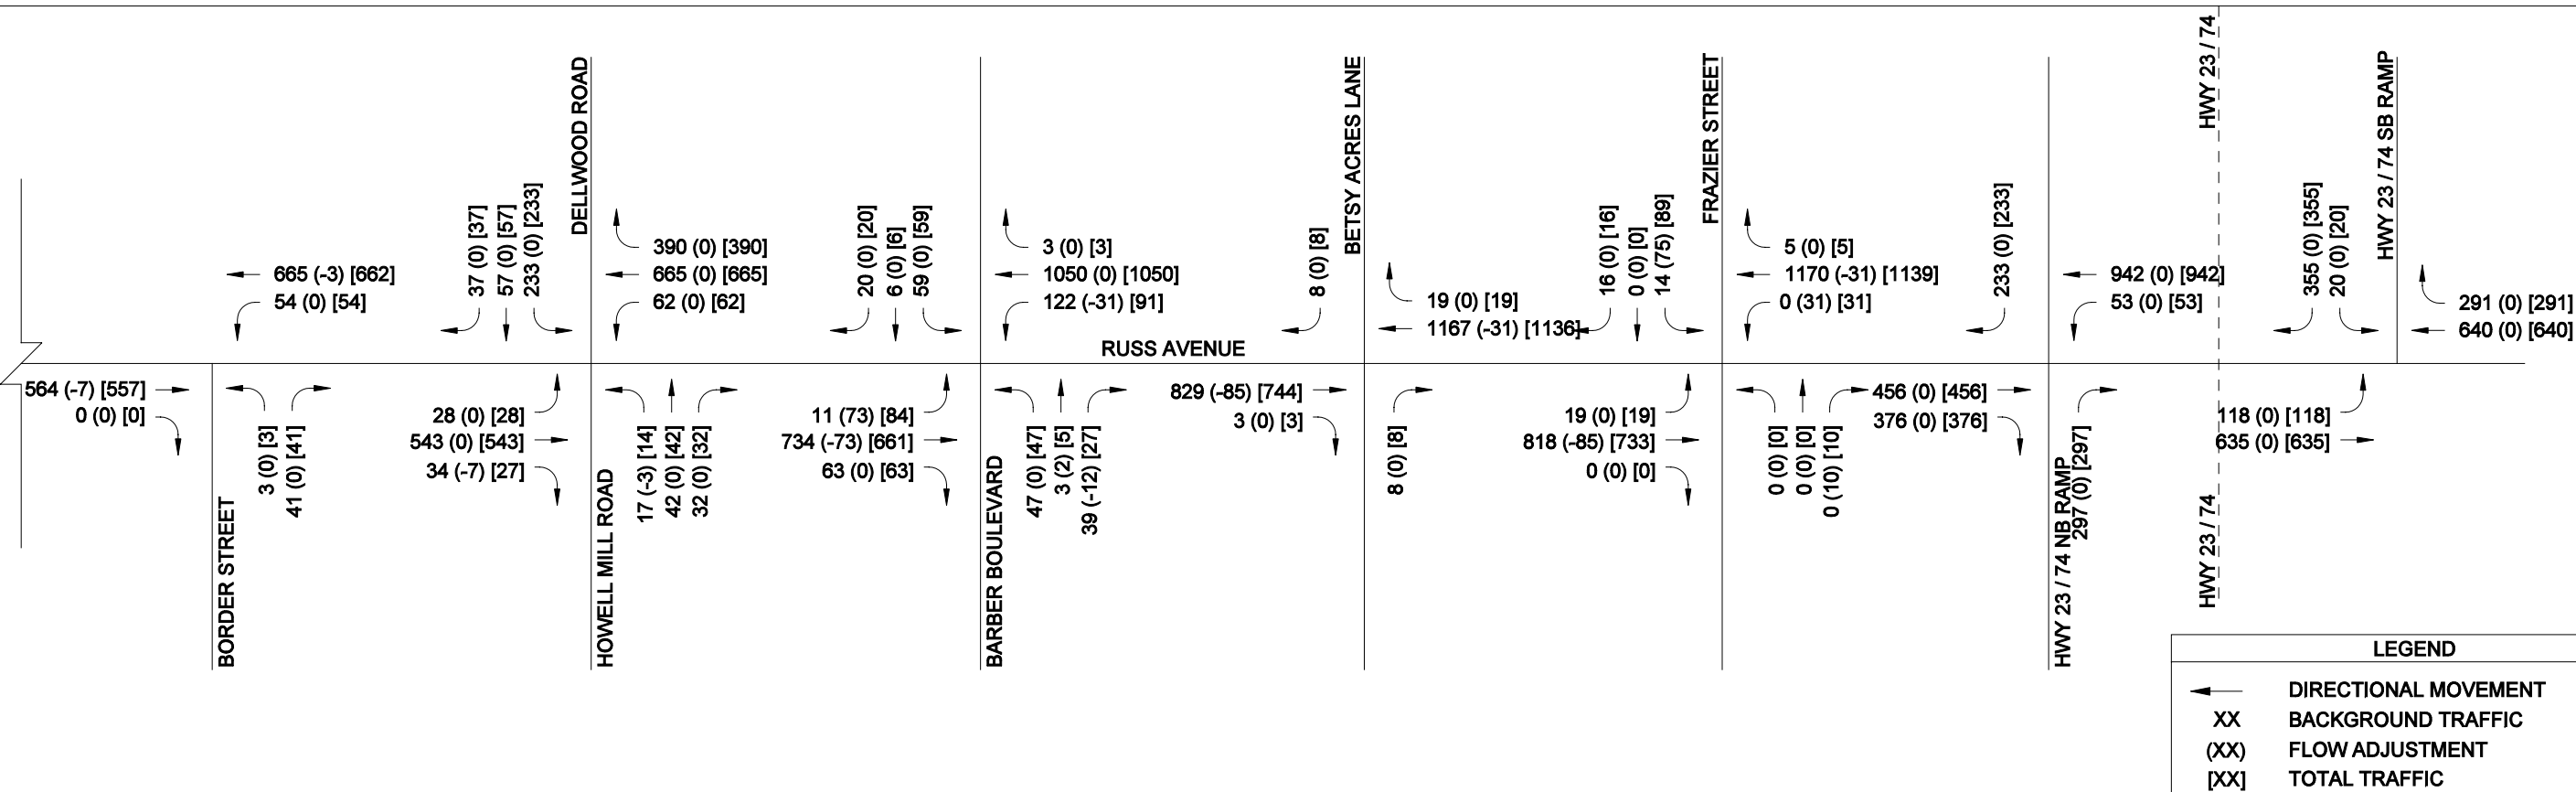 HWY 23 / 74
DELLWOOD ROAD
BETSY ACRES LANE
FRAZIER STREET
HWY 23 / 74 SB RAMP
665 (-3) [662]
54 (0) [54]
37 (0) [37]
57 (0) [57]
233 (0) [233]
390 (0) [390]
665 (0) [665]
62 (0) [62]
20 (0) [20]
6 (0) [6]
59 (0) [59]
3 (0) [3]
1050 (0) [1050]
122 (-31) [91]
8 (0) [8]
19 (0) [19]
1167 (-31) [1136]
16 (0) [16]
0 (0) [0]
14 (75) [89]
5 (0) [5]
1170 (-31) [1139]
0 (31) [31]
233 (0) [233]
942 (0) [942]
53 (0) [53]
355 (0) [355]
20 (0) [20]
291 (0) [291]
640 (0) [640]
RUSS AVENUE
564 (-7) [557]
0 (0) [0]
3 (0) [3]
41 (0) [41]
28 (0) [28]
543 (0) [543]
34 (-7) [27]
17 (-3) [14]
42 (0) [42]
32 (0) [32]
11 (73) [84]
734 (-73) [661]
63 (0) [63]
47 (0) [47]
3 (2) [5]
39 (-12) [27]
829 (-85) [744]
3 (0) [3]
8 (0) [8]
19 (0) [19]
818 (-85) [733]
0 (0) [0]
0 (0) [0]
0 (0) [0]
0 (10) [10]
456 (0) [456]
376 (0) [376]
297 (0) [297]
118 (0) [118]
635 (0) [635]
BORDER STREET
HOWELL MILL ROAD
BARBER BOULEVARD
HWY 23 / 74 NB RAMP
HWY 23 / 74
LEGEND
DIRECTIONAL MOVEMENT
XX BACKGROUND TRAFFIC
(XX) FLOW ADJUSTMENT
[XX] TOTAL TRAFFIC